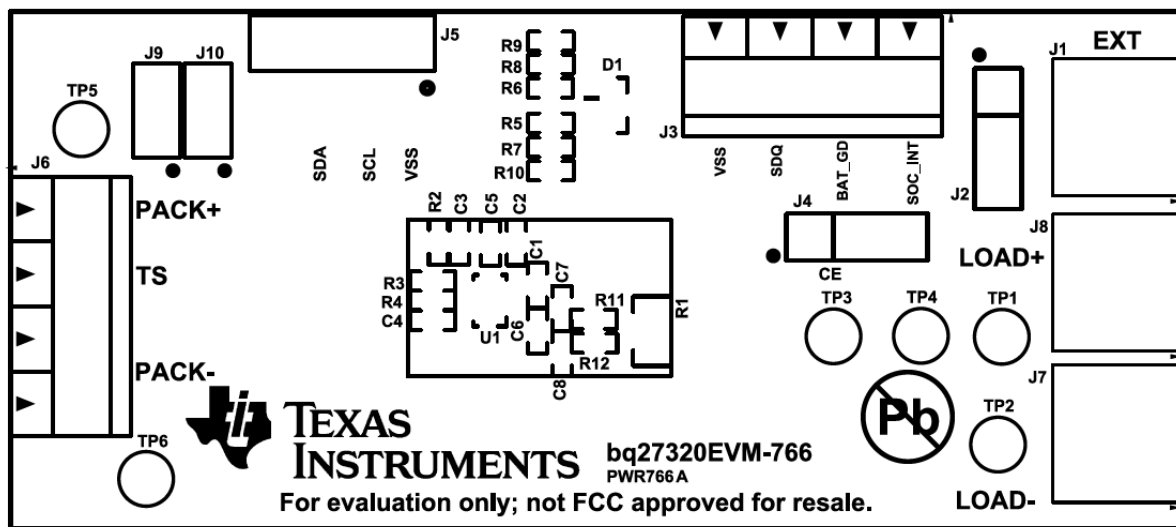 J9 J10
J5
R9
R8
D1
R6
R5
R7
R10
J3
EXT
J1
TP5
J6
SDA
SCL
VSS
VSS
SDQ
BAT_GD
SOC_INT
J2
PACK+
TS
PACK-
R2
C3
C5
C2
C1
C7
R3
R4
C4
U1
C6
R11
R12
C8
R1
J4
CE
J8
LOAD+
TP3
TP4
TP1
J7
TP2
Pb
LOAD-
TP6
TEXAS
INSTRUMENTS
bq27320EVM-766
PWR766A
For evaluation only; not FCC approved for resale.